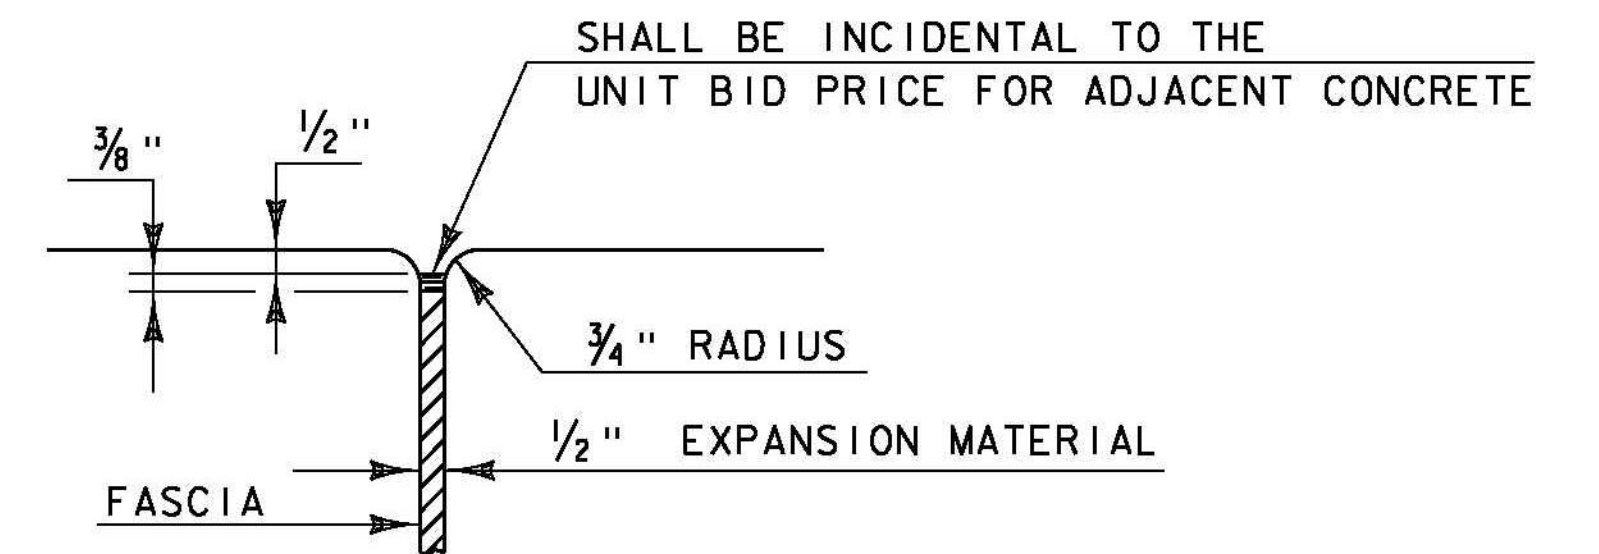 SHALL BE INCIDENTAL TO THE
UNIT BID PRICE FOR ADJACENT CONCRETE
3/8"
1/2"
3/4" RADIUS
1/2" EXPANSION MATERIAL
FASCIA